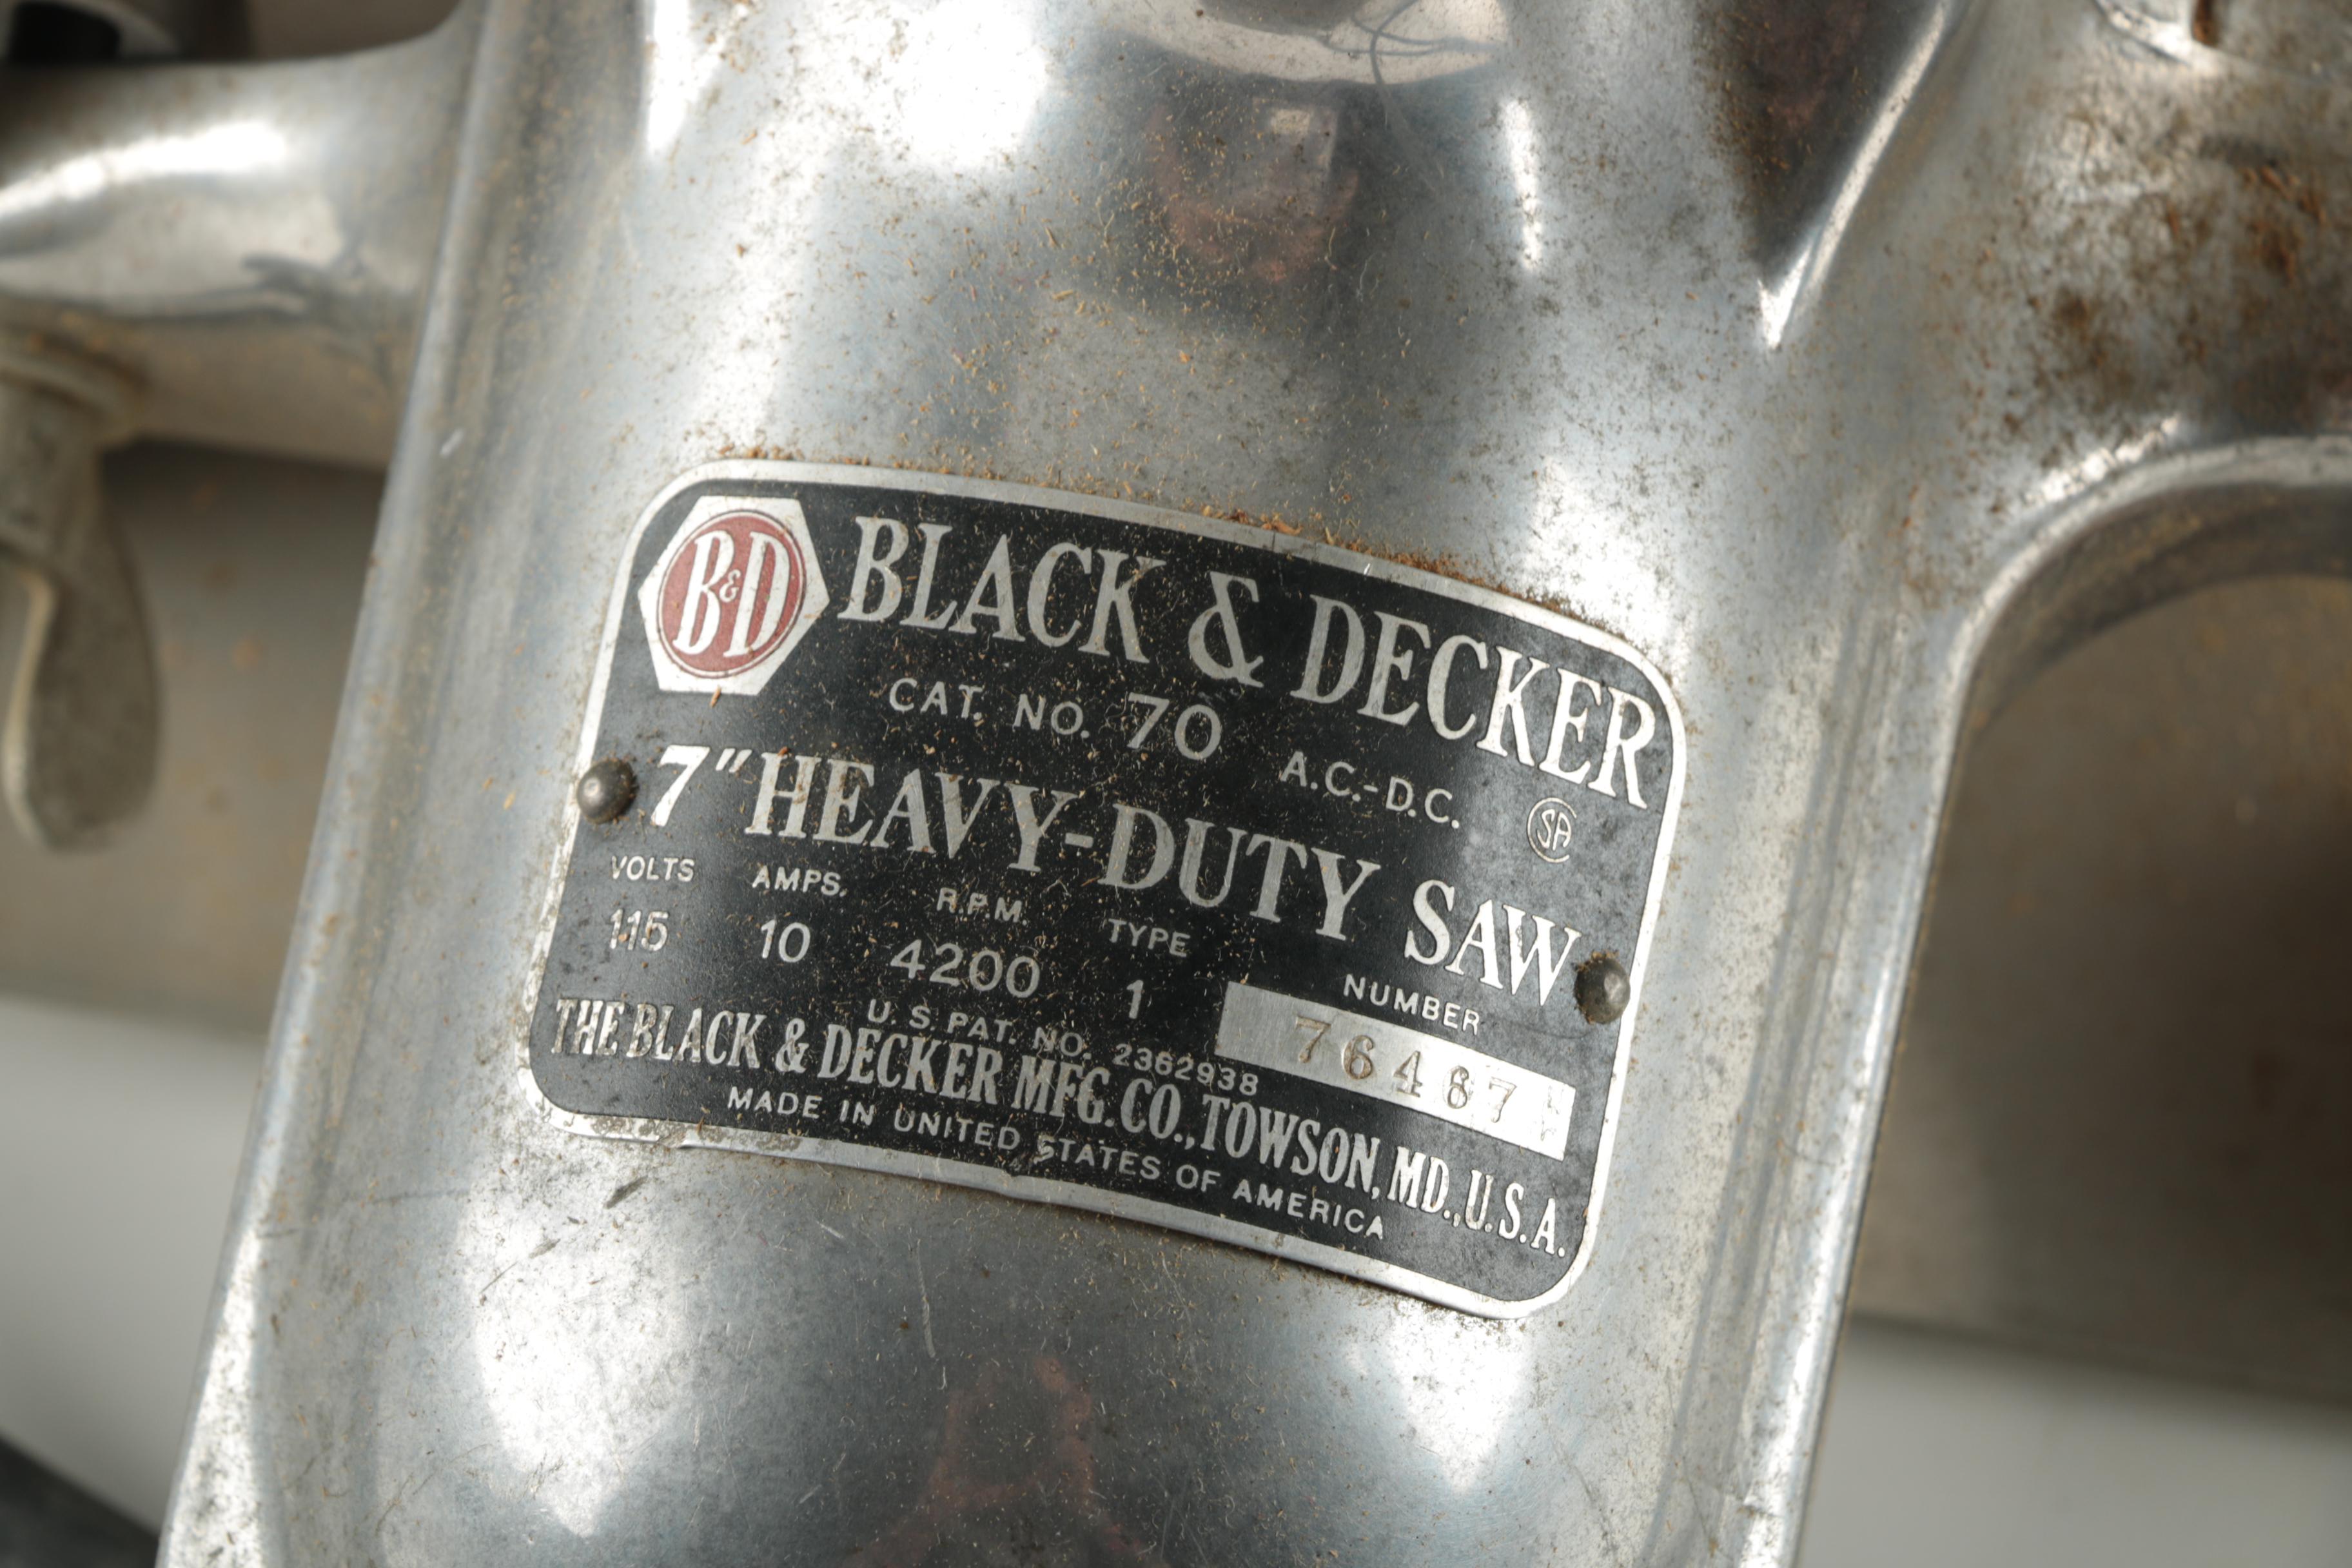 B&D BLACK & DECKER
CAT. NO. 70 A.C.-D.C.
SA
7" HEAVY-DUTY SAW
VOLTS AMPS. R.P.M. TYPE NUMBER
115 10 4200 1 76467
U. S. PAT. NO. 2362938
THE BLACK & DECKER MFG. CO., TOWSON, MD., U.S.A.
MADE IN UNITED STATES OF AMERICA